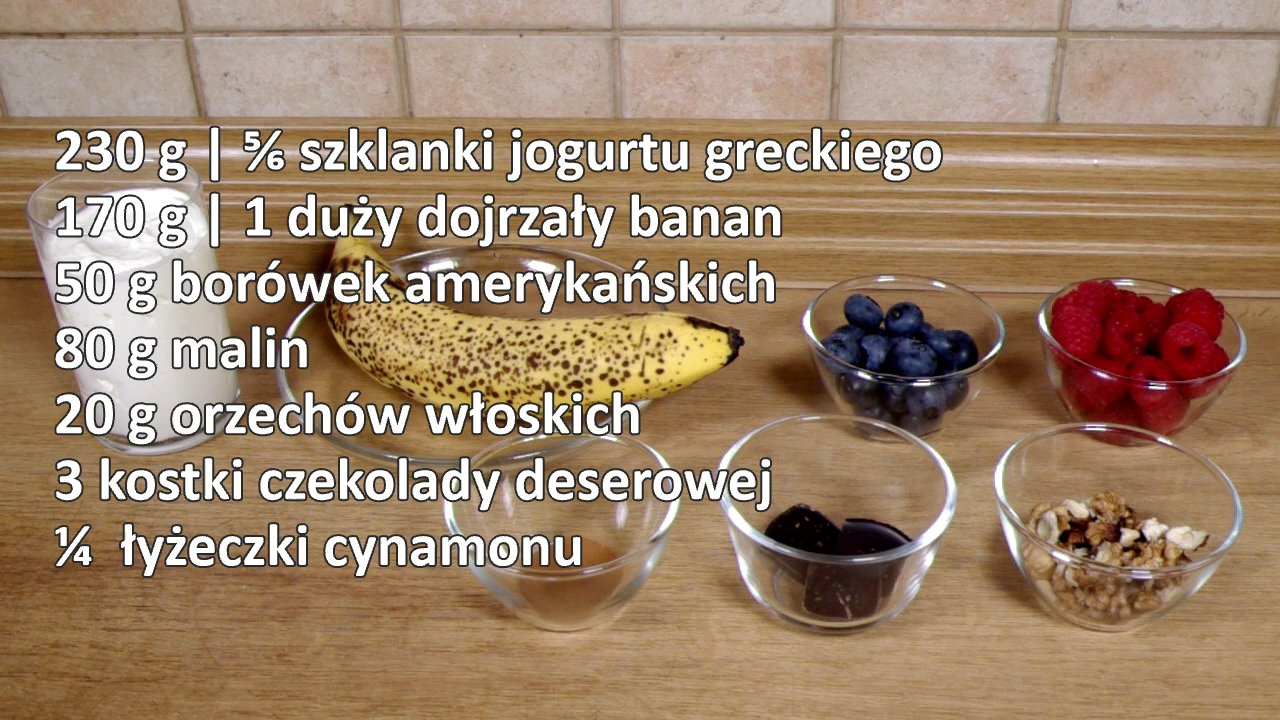 230 g | ⅚ szklanki jogurtu greckiego
170 g | 1 duży dojrzały banan
50 g borówek amerykańskich
80 g malin
20 g orzechów włoskich
3 kostki czekolady deserowej
¼ łyżeczki cynamonu